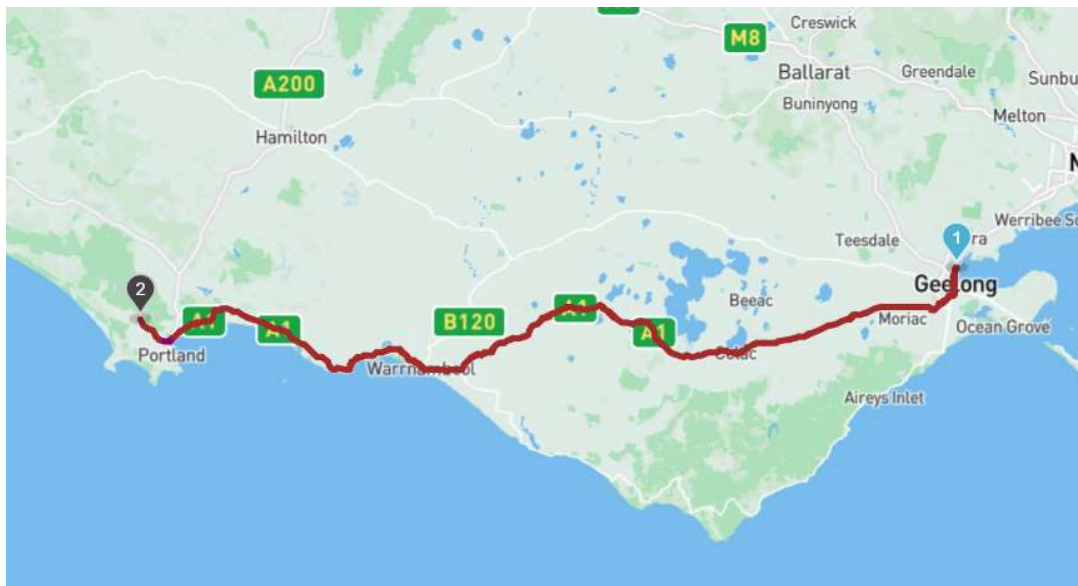 Creswick
M8
Ballarat
Greendale
Sunbu
Buninyong
Melton
A200
Hamilton
M
Werribee So
Teesdale
1
ra
Geelong
2
Beeac
Moriac
Ocean Grove
A1
A1
B120
A1
A1
Portland
Warrnambool
Colac
Aireys Inlet